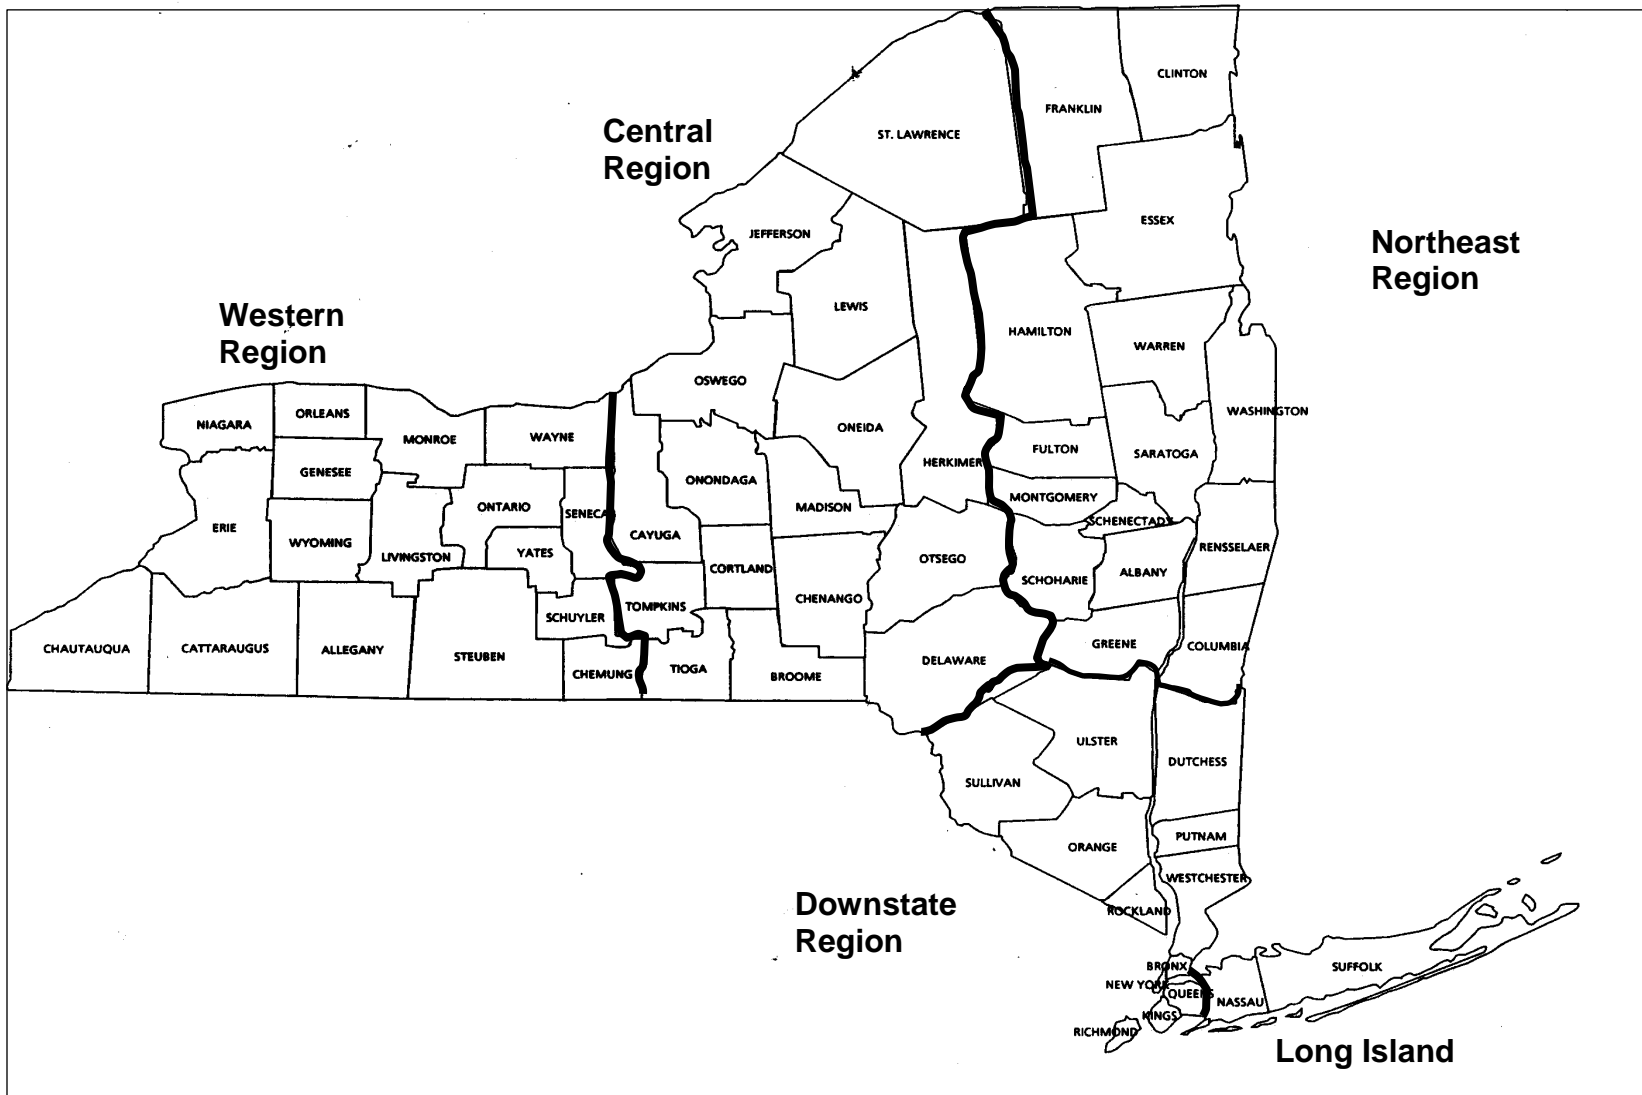 CLINTON
FRANKLIN
ST. LAWRENCE
Central
Region
ESSEX
JEFFERSON
Northeast
Region
LEWIS
Western
Region
HAMILTON
WARREN
OSWEGO
ORLEANS
WASHINGTON
NIAGARA
MONROE
WAYNE
ONEIDA
FULTON
SARATOGA
HERKIMER
GENESEE
ONONDAGA
MONTGOMERY
ONTARIO
MADISON
SENECA
SCHENECTADY
ERIE
CAYUGA
WYOMING
YATES
LIVINGSTON
OTSEGO
RENSSELAER
CORTLAND
ALBANY
SCHOHARIE
CHENANGO
TOMPKINS
SCHUYLER
GREENE
COLUMBIA
CHAUTAUQUA
CATTARAUGUS
ALLEGANY
STEUBEN
DELAWARE
TIOGA
CHEMUNG
BROOME
ULSTER
DUTCHESS
SULLIVAN
PUTNAM
ORANGE
WESTCHESTER
Downstate
Region
ROCKLAND
BRONX
SUFFOLK
NEW YORK
QUEENS
NASSAU
KINGS
RICHMOND
Long Island